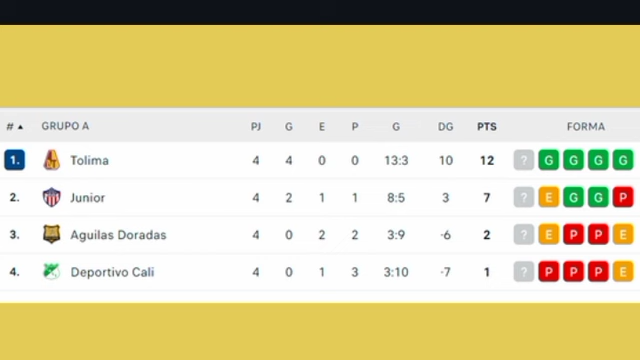 # ▲ GRUPO A PJ G E P G DG PTS FORMA
1. Tolima 4 4 0 0 13:3 10 12 ? G G G G
2. Junior 4 2 1 1 8:5 3 7 ? E G G P
3. Aguilas Doradas 4 0 2 2 3:9 -6 2 ? E P P E
4. Deportivo Cali 4 0 1 3 3:10 -7 1 ? P P P E